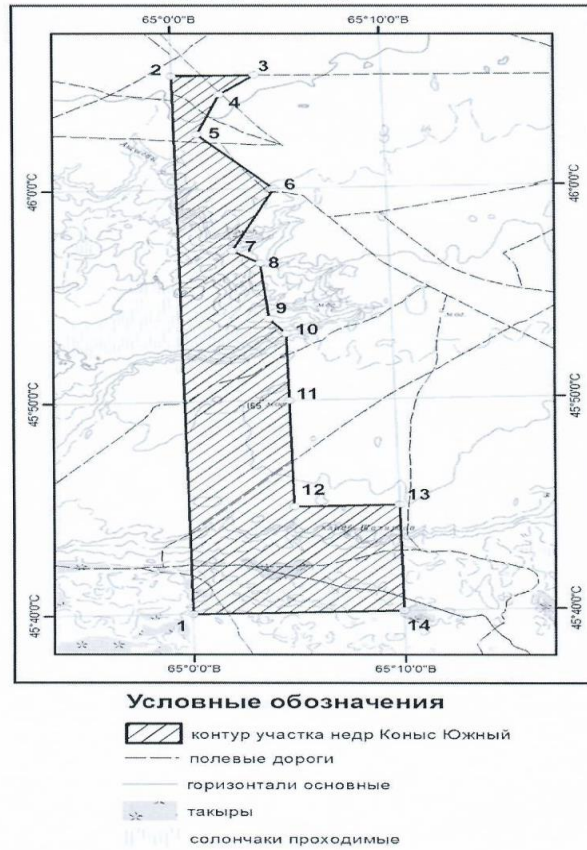 65°0'0"В 65°10'0"В
2 3
4
5
6
46°0'0"С 46°0'0"С
7
8
9
10
11
45°50'0"С 45°50'0"С
12 13
1 14
45°40'0"С 45°40'0"С
65°0'0"В 65°10'0"В
Условные обозначения
контур участка недр Коныс Южный
полевые дороги
горизонтали основные
такыры
солончаки проходимые